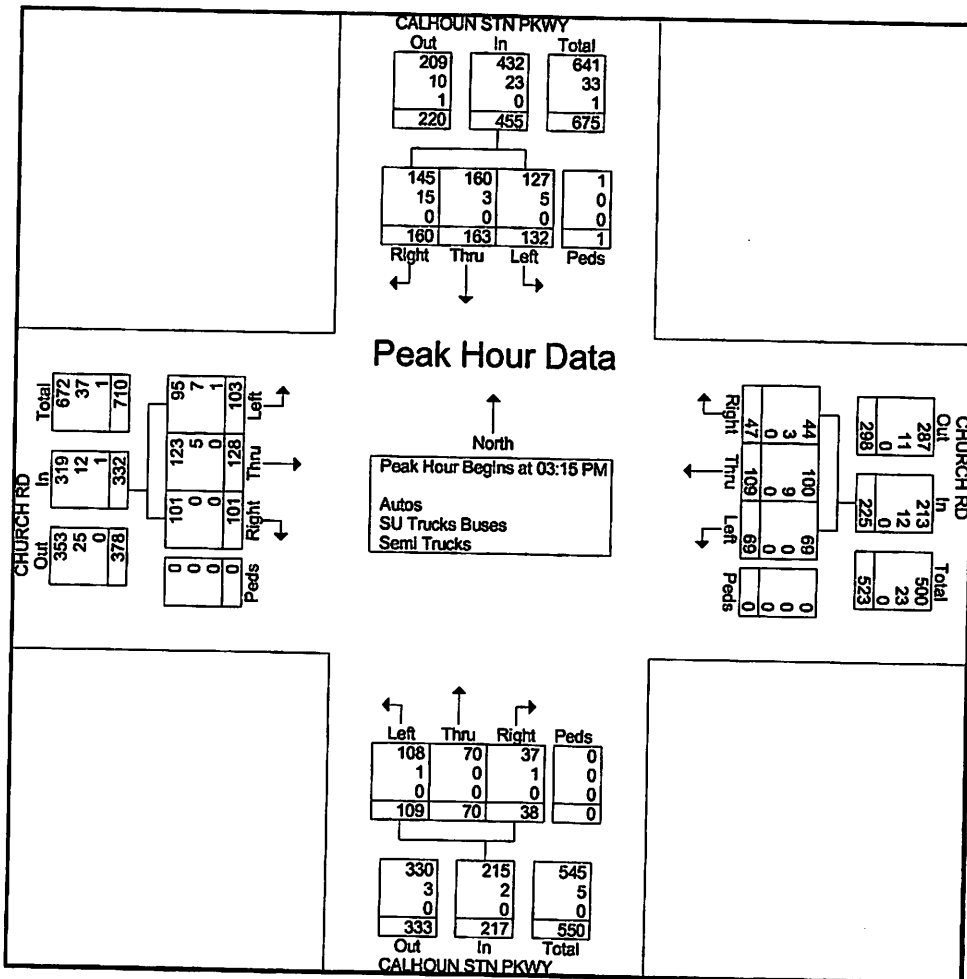 CALHOUN STN PKWY
Out In Total
209 432 641
10 23 33
1 0 1
220 455 675
145 160 127 1
15 3 5 0
0 0 0 0
160 163 132 1
Right Thru Left Peds
Peak Hour Data
CHURCH RD
Total
672
37
1
710
In
319
12
1
332
Out
353
25
0
378
Left
95
7
1
103
Thru
123
5
0
128
Right
101
0
0
101
Peds
0
0
0
0
North
Peak Hour Begins at 03:15 PM
Autos
SU Trucks Buses
Semi Trucks
Right
44
3
0
47
Thru
100
9
0
109
Left
69
0
0
69
Peds
0
0
0
0
CHURCH RD
Out
287
11
0
298
In
213
12
0
225
Total
500
23
0
523
Left Thru Right Peds
108 70 37 0
1 0 1 0
0 0 0 0
109 70 38 0
330 215 545
3 2 5
0 0 0
333 217 550
Out In Total
CALHOUN STN PKWY